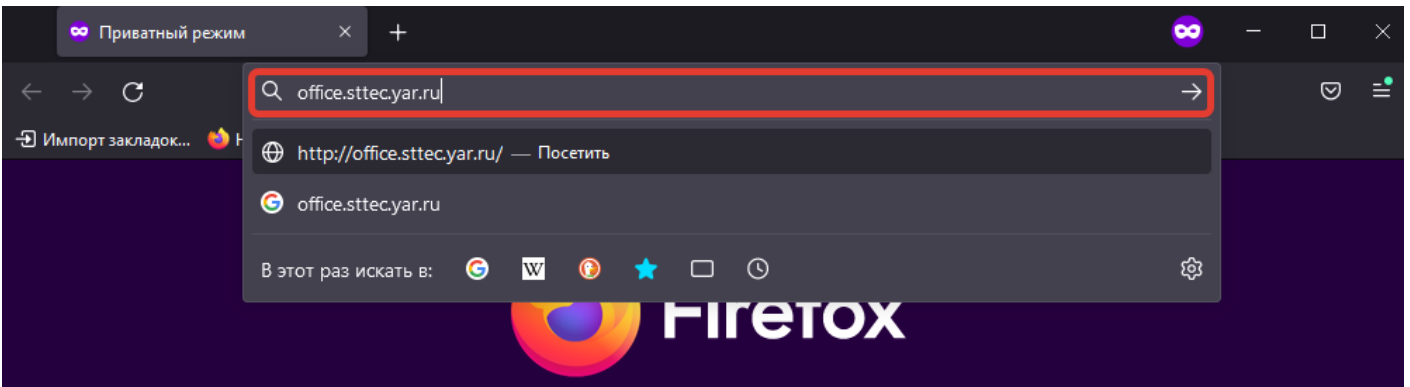 Приватный режим
office.sttec.yar.ru
Импорт закладок...
http://office.sttec.yar.ru/ — Посетить
office.sttec.yar.ru
В этот раз искать в:
W
Firefox